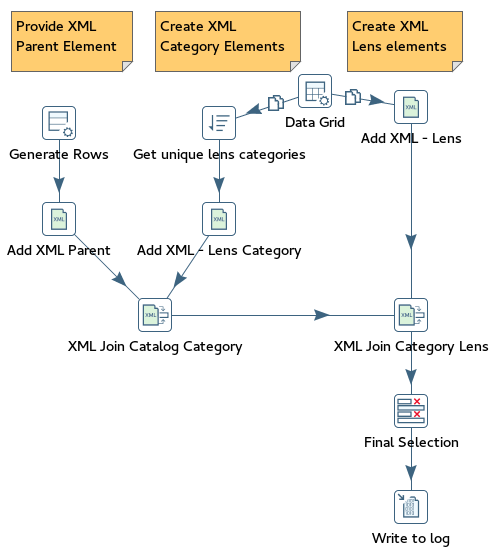 Provide XML
Parent Element
Create XML
Category Elements
Create XML
Lens elements
Data Grid
XML
Add XML - Lens
Generate Rows
Get unique lens categories
XML
Add XML Parent
XML
Add XML - Lens Category
XML
XML Join Catalog Category
XML
XML Join Category Lens
Final Selection
Write to log